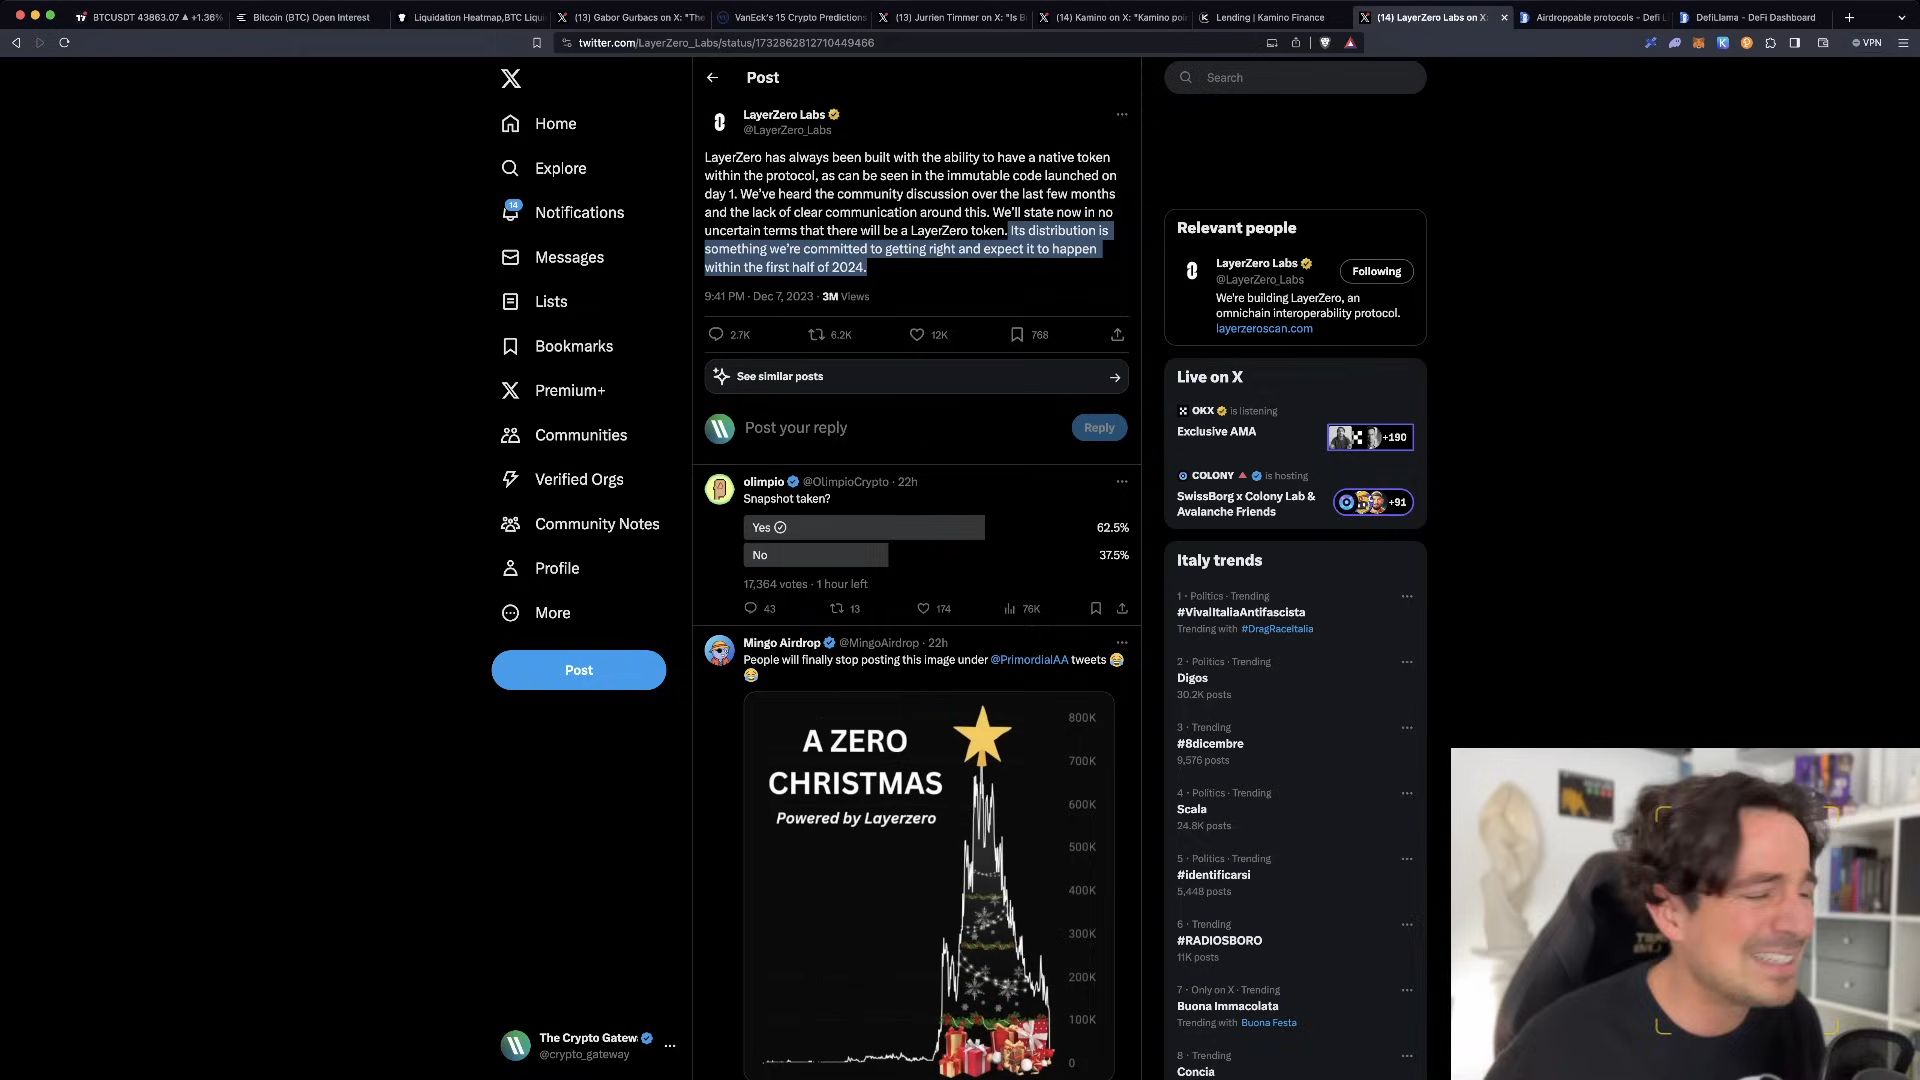 BTCUSDT 43863.07 ▲ +1.36%
Bitcoin (BTC) Open Interest
Liquidation Heatmap,BTC Liqui
(13) Gabor Gurbacs on X: "The
VanEck's 15 Crypto Predictions
(13) Jurrien Timmer on X: "Is B
(14) Kamino on X: "Kamino poi
Lending | Kamino Finance
(14) LayerZero Labs on X:
Airdroppable protocols - Defi L
DefiLlama - DeFi Dashboard
twitter.com/LayerZero_Labs/status/1732862812710449466
VPN
Home
Explore
14
Notifications
Messages
Lists
Bookmarks
Premium+
Communities
Verified Orgs
Community Notes
Profile
More
Post
The Crypto Gatew
@crypto_gateway
Post
LayerZero Labs
@LayerZero_Labs
LayerZero has always been built with the ability to have a native token
within the protocol, as can be seen in the immutable code launched on
day 1. We've heard the community discussion over the last few months
and the lack of clear communication around this. We'll state now in no
uncertain terms that there will be a LayerZero token. Its distribution is
something we're committed to getting right and expect it to happen
within the first half of 2024.
9:41 PM · Dec 7, 2023 · 3M Views
2.7K 6.2K 12K 768
See similar posts
Post your reply
Reply
olimpio @OlimpioCrypto · 22h
Snapshot taken?
Yes 62.5%
No 37.5%
17,364 votes · 1 hour left
43 13 174 76K
Mingo Airdrop @MingoAirdrop · 22h
People will finally stop posting this image under @PrimordialAA tweets 😂
😂
A ZERO
CHRISTMAS
Powered by Layerzero
800K
700K
600K
500K
400K
300K
200K
100K
0
Search
Relevant people
LayerZero Labs
@LayerZero_Labs
Following
We're building LayerZero, an
omnichain interoperability protocol.
layerzeroscan.com
Live on X
OKX is listening
Exclusive AMA
+190
COLONY is hosting
SwissBorg x Colony Lab &
Avalanche Friends
+91
Italy trends
1 · Politics · Trending
#VivalItaliaAntifascista
Trending with #DragRaceItalia
2 · Politics · Trending
Digos
30.2K posts
3 · Trending
#8dicembre
9,576 posts
4 · Politics · Trending
Scala
24.8K posts
5 · Politics · Trending
#identificarsi
5,448 posts
6 · Trending
#RADIOSBORO
11K posts
7 · Only on X · Trending
Buona Immacolata
Trending with Buona Festa
8 · Trending
Concia